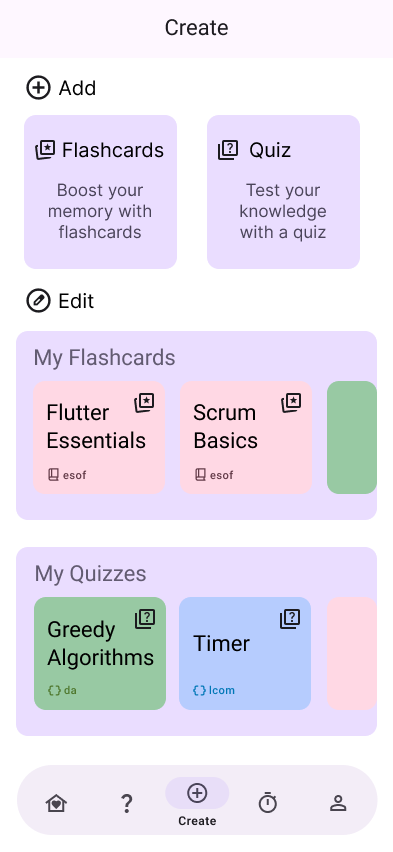 Create
Add
Flashcards
Boost your
memory with
flashcards
Quiz
Test your
knowledge
with a quiz
Edit
My Flashcards
Flutter
Essentials
esof
Scrum
Basics
esof
My Quizzes
Greedy
Algorithms
{} da
Timer
{} lcom
Create